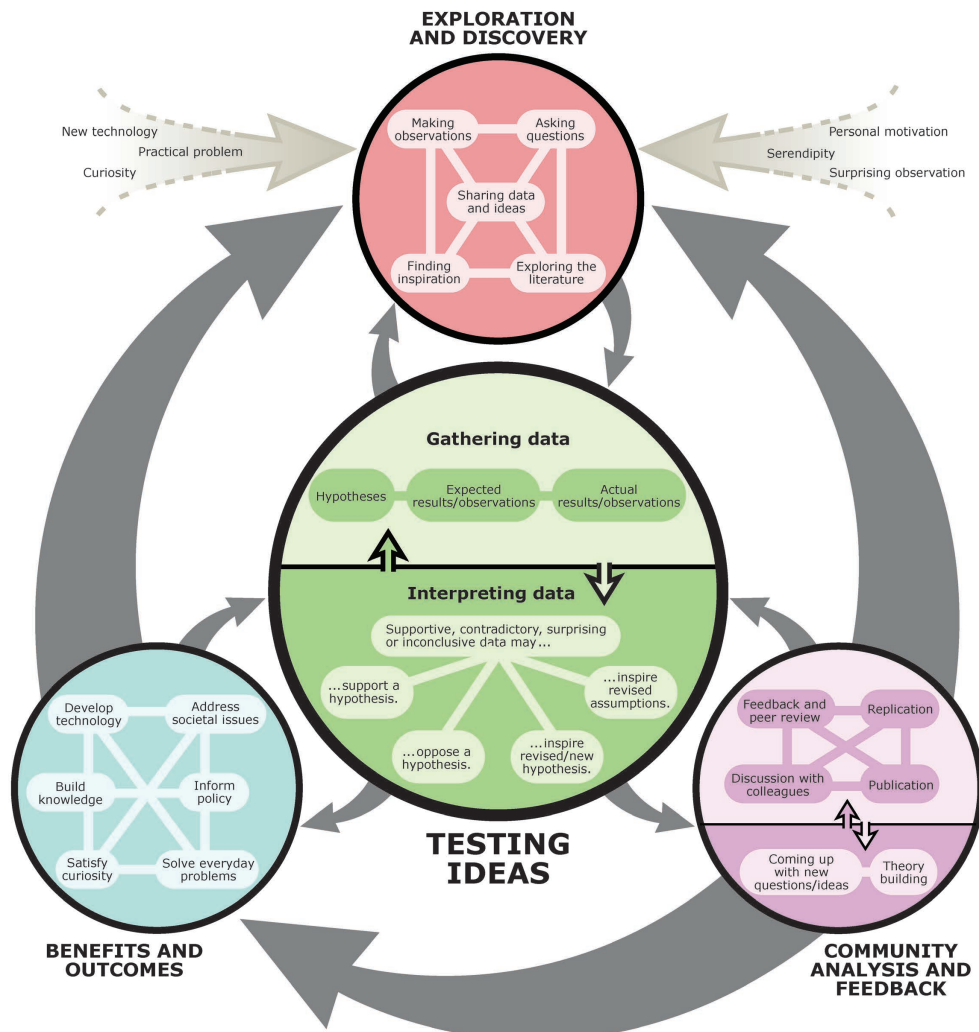 EXPLORATION
AND DISCOVERY
New technology
Practical problem
Curiosity
Personal motivation
Serendipity
Surprising observation
Making
observations
Asking
questions
Sharing data
and ideas
Finding
inspiration
Exploring the
literature
Gathering data
Hypotheses
Expected
results/observations
Actual
results/observations
Interpreting data
Supportive, contradictory, surprising
or inconclusive data may...
...support a
hypothesis.
...oppose a
hypothesis.
...inspire
revised/new
hypothesis.
...inspire
revised
assumptions.
TESTING
IDEAS
Develop
technology
Address
societal issues
Build
knowledge
Inform
policy
Satisfy
curiosity
Solve everyday
problems
BENEFITS AND
OUTCOMES
Feedback and
peer review
Replication
Discussion with
colleagues
Publication
Coming up
with new
questions/ideas
Theory
building
COMMUNITY
ANALYSIS AND
FEEDBACK